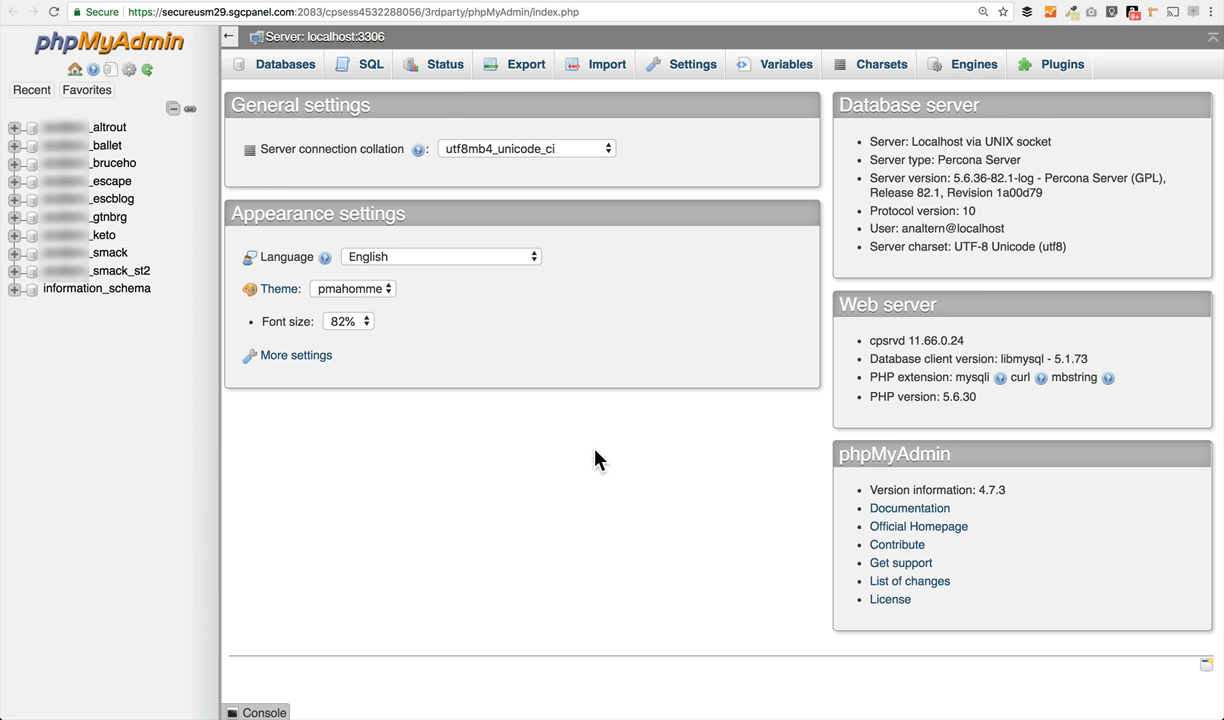 Secure https://secureusm29.sgcpanel.com:2083/cpsess4532288056/3rdparty/phpMyAdmin/index.php
9+
phpMyAdmin
Recent Favorites
_altrout
_ballet
_bruceho
_escape
_escblog
_gtnbrg
_keto
_smack
_smack_st2
information_schema
Server: localhost:3306
Databases SQL Status Export Import Settings Variables Charsets Engines Plugins
General settings
Server connection collation : utf8mb4_unicode_ci
Appearance settings
Language English
Theme: pmahomme
• Font size: 82%
More settings
Database server
• Server: Localhost via UNIX socket
• Server type: Percona Server
• Server version: 5.6.36-82.1-log - Percona Server (GPL),
Release 82.1, Revision 1a00d79
• Protocol version: 10
• User: analtern@localhost
• Server charset: UTF-8 Unicode (utf8)
Web server
• cpsrvd 11.66.0.24
• Database client version: libmysql - 5.1.73
• PHP extension: mysqli curl mbstring
• PHP version: 5.6.30
phpMyAdmin
• Version information: 4.7.3
• Documentation
• Official Homepage
• Contribute
• Get support
• List of changes
• License
Console